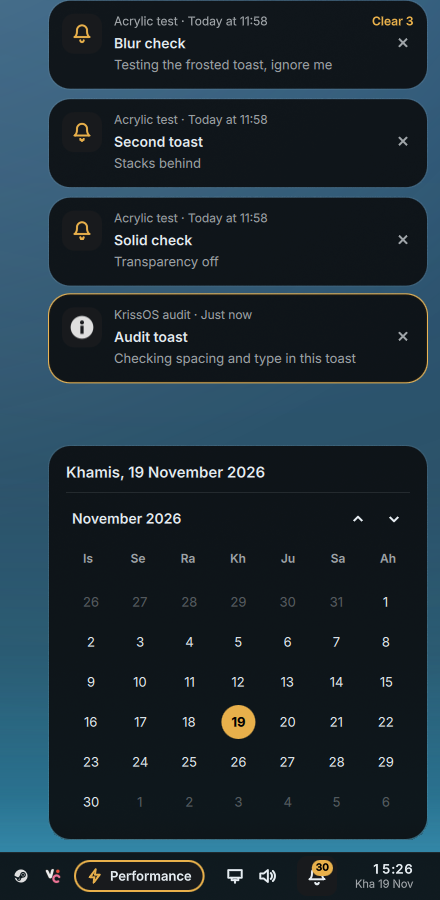 Acrylic test · Today at 11:58 Clear 3
Blur check
Testing the frosted toast, ignore me
Acrylic test · Today at 11:58
Second toast
Stacks behind
Acrylic test · Today at 11:58
Solid check
Transparency off
KrissOS audit · Just now
Audit toast
Checking spacing and type in this toast
Khamis, 19 November 2026
November 2026
Is Se Ra Kh Ju Sa Ah
26 27 28 29 30 31 1
2 3 4 5 6 7 8
9 10 11 12 13 14 15
16 17 18 19 20 21 22
23 24 25 26 27 28 29
30 1 2 3 4 5 6
Performance 30 15:26
Kha 19 Nov